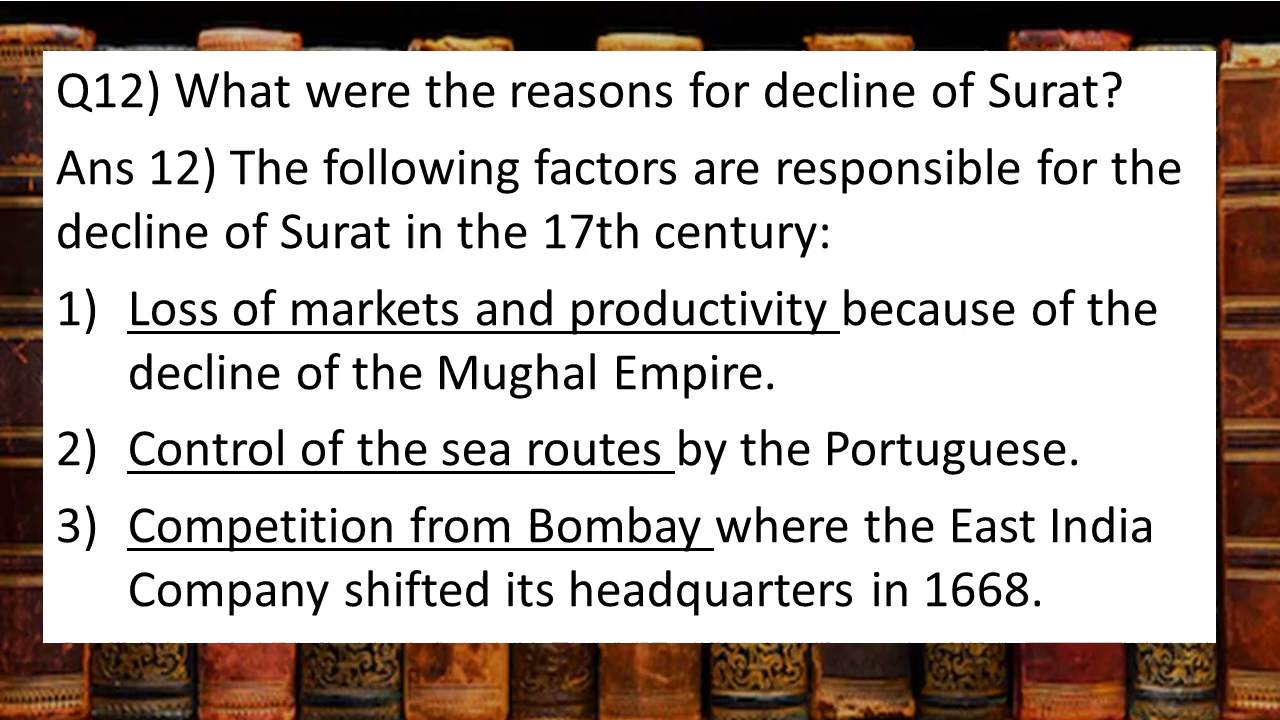 Q12) What were the reasons for decline of Surat?
Ans 12) The following factors are responsible for the
decline of Surat in the 17th century:
1) Loss of markets and productivity because of the
decline of the Mughal Empire.
2) Control of the sea routes by the Portuguese.
3) Competition from Bombay where the East India
Company shifted its headquarters in 1668.